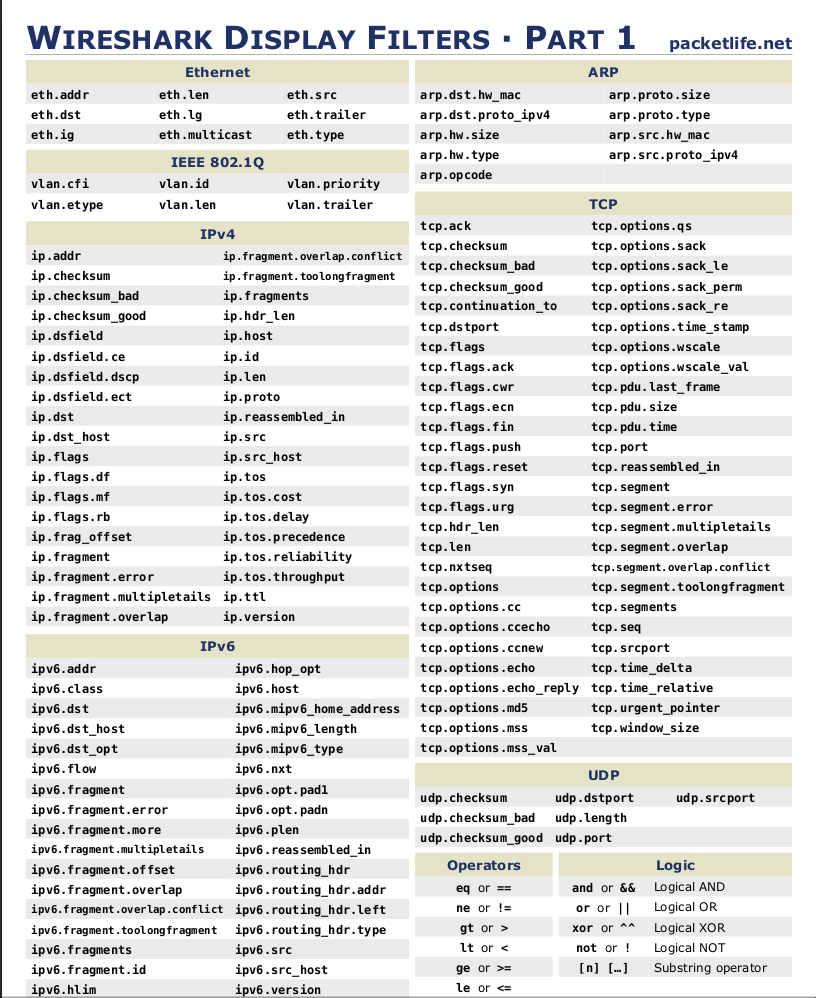 WIRESHARK DISPLAY FILTERS · PART 1 packetlife.net
Ethernet
eth.addr eth.len eth.src
eth.dst eth.lg eth.trailer
eth.ig eth.multicast eth.type
IEEE 802.1Q
vlan.cfi vlan.id vlan.priority
vlan.etype vlan.len vlan.trailer
IPv4
ip.addr ip.fragment.overlap.conflict
ip.checksum ip.fragment.toolongfragment
ip.checksum_bad ip.fragments
ip.checksum_good ip.hdr_len
ip.dsfield ip.host
ip.dsfield.ce ip.id
ip.dsfield.dscp ip.len
ip.dsfield.ect ip.proto
ip.dst ip.reassembled_in
ip.dst_host ip.src
ip.flags ip.src_host
ip.flags.df ip.tos
ip.flags.mf ip.tos.cost
ip.flags.rb ip.tos.delay
ip.frag_offset ip.tos.precedence
ip.fragment ip.tos.reliability
ip.fragment.error ip.tos.throughput
ip.fragment.multipletails ip.ttl
ip.fragment.overlap ip.version
IPv6
ipv6.addr ipv6.hop_opt
ipv6.class ipv6.host
ipv6.dst ipv6.mipv6_home_address
ipv6.dst_host ipv6.mipv6_length
ipv6.dst_opt ipv6.mipv6_type
ipv6.flow ipv6.nxt
ipv6.fragment ipv6.opt.pad1
ipv6.fragment.error ipv6.opt.padn
ipv6.fragment.more ipv6.plen
ipv6.fragment.multipletails ipv6.reassembled_in
ipv6.fragment.offset ipv6.routing_hdr
ipv6.fragment.overlap ipv6.routing_hdr.addr
ipv6.fragment.overlap.conflict ipv6.routing_hdr.left
ipv6.fragment.toolongfragment ipv6.routing_hdr.type
ipv6.fragments ipv6.src
ipv6.fragment.id ipv6.src_host
ipv6.hlim ipv6.version
ARP
arp.dst.hw_mac arp.proto.size
arp.dst.proto_ipv4 arp.proto.type
arp.hw.size arp.src.hw_mac
arp.hw.type arp.src.proto_ipv4
arp.opcode
TCP
tcp.ack tcp.options.qs
tcp.checksum tcp.options.sack
tcp.checksum_bad tcp.options.sack_le
tcp.checksum_good tcp.options.sack_perm
tcp.continuation_to tcp.options.sack_re
tcp.dstport tcp.options.time_stamp
tcp.flags tcp.options.wscale
tcp.flags.ack tcp.options.wscale_val
tcp.flags.cwr tcp.pdu.last_frame
tcp.flags.ecn tcp.pdu.size
tcp.flags.fin tcp.pdu.time
tcp.flags.push tcp.port
tcp.flags.reset tcp.reassembled_in
tcp.flags.syn tcp.segment
tcp.flags.urg tcp.segment.error
tcp.hdr_len tcp.segment.multipletails
tcp.len tcp.segment.overlap
tcp.nxtseq tcp.segment.overlap.conflict
tcp.options tcp.segment.toolongfragment
tcp.options.cc tcp.segments
tcp.options.ccecho tcp.seq
tcp.options.ccnew tcp.srcport
tcp.options.echo tcp.time_delta
tcp.options.echo_reply tcp.time_relative
tcp.options.md5 tcp.urgent_pointer
tcp.options.mss tcp.window_size
tcp.options.mss_val
UDP
udp.checksum udp.dstport udp.srcport
udp.checksum_bad udp.length
udp.checksum_good udp.port
Operators
eq or ==
ne or !=
gt or >
lt or <
ge or >=
le or <=
Logic
and or && Logical AND
or or || Logical OR
xor or ^^ Logical XOR
not or ! Logical NOT
[n] […] Substring operator